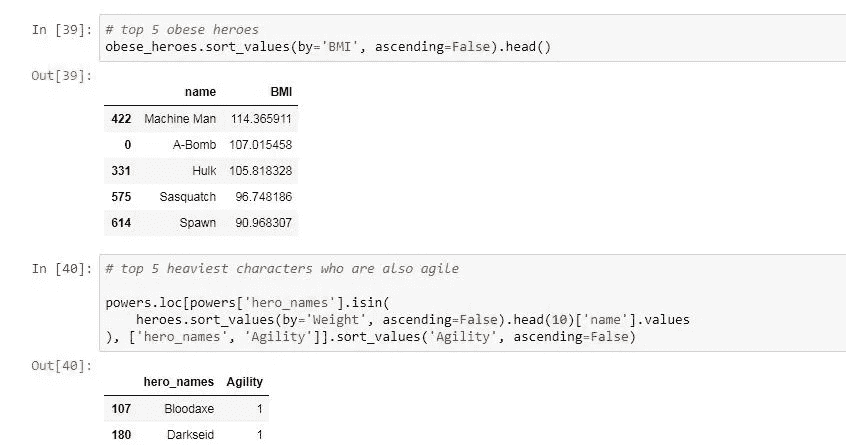 In [39]: # top 5 obese heroes
obese_heroes.sort_values(by='BMI', ascending=False).head()
Out[39]:
name BMI
422 Machine Man 114.365911
0 A-Bomb 107.015458
331 Hulk 105.818328
575 Sasquatch 96.748186
614 Spawn 90.968307
In [40]: # top 5 heaviest characters who are also agile
powers.loc[powers['hero_names'].isin(
heroes.sort_values(by='Weight', ascending=False).head(10)['name'].values
), ['hero_names', 'Agility']].sort_values('Agility', ascending=False)
Out[40]:
hero_names Agility
107 Bloodaxe 1
180 Darkseid 1